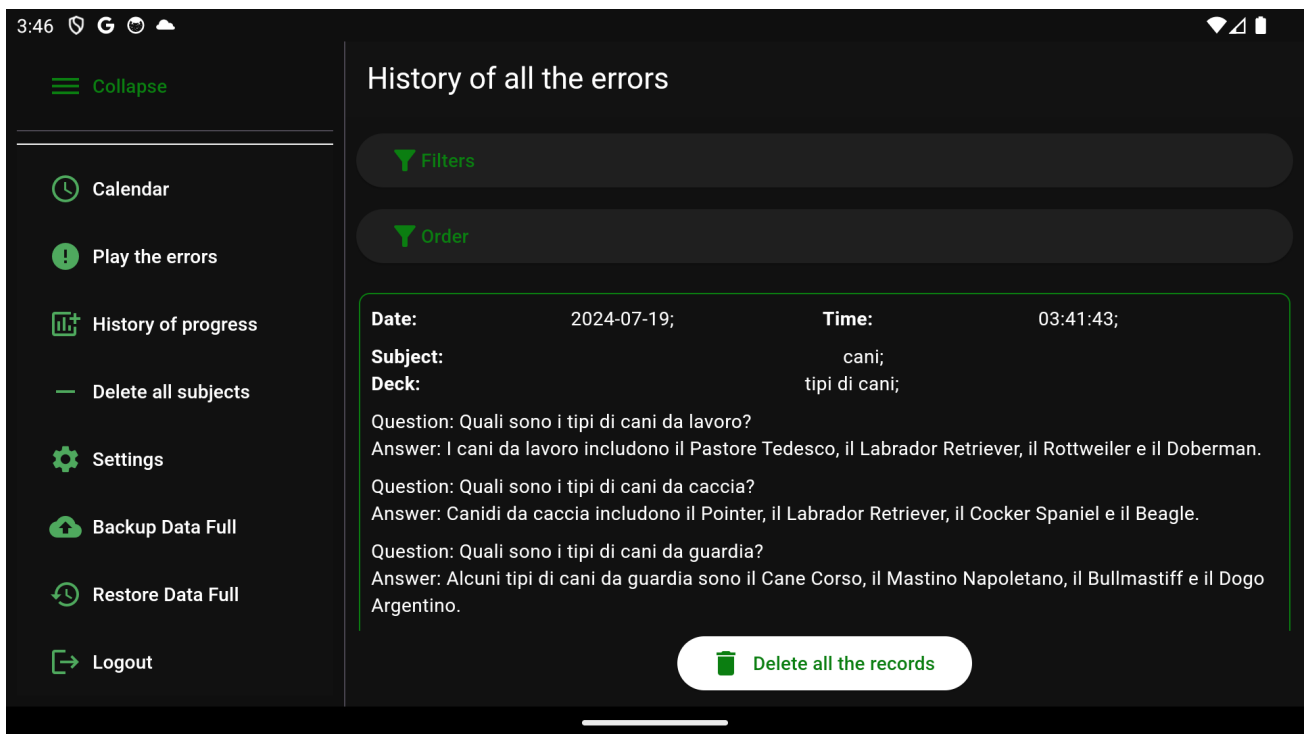 3:46
Collapse
Calendar
Play the errors
History of progress
Delete all subjects
Settings
Backup Data Full
Restore Data Full
Logout
History of all the errors
Filters
Order
Date: 2024-07-19; Time: 03:41:43;
Subject: cani;
Deck: tipi di cani;
Question: Quali sono i tipi di cani da lavoro?
Answer: I cani da lavoro includono il Pastore Tedesco, il Labrador Retriever, il Rottweiler e il Doberman.
Question: Quali sono i tipi di cani da caccia?
Answer: Canidi da caccia includono il Pointer, il Labrador Retriever, il Cocker Spaniel e il Beagle.
Question: Quali sono i tipi di cani da guardia?
Answer: Alcuni tipi di cani da guardia sono il Cane Corso, il Mastino Napoletano, il Bullmastiff e il Dogo
Argentino.
Delete all the records